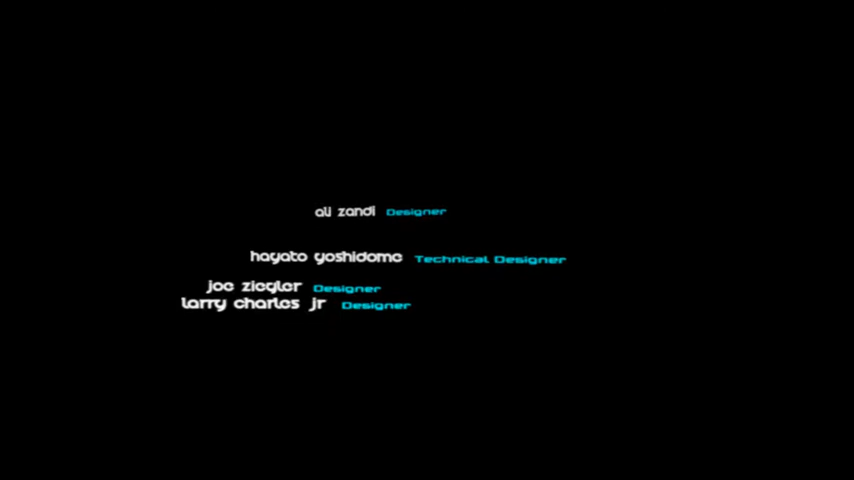 ali zandi Designer
hayato yoshidome Technical Designer
joe ziegler Designer
larry charles jr Designer